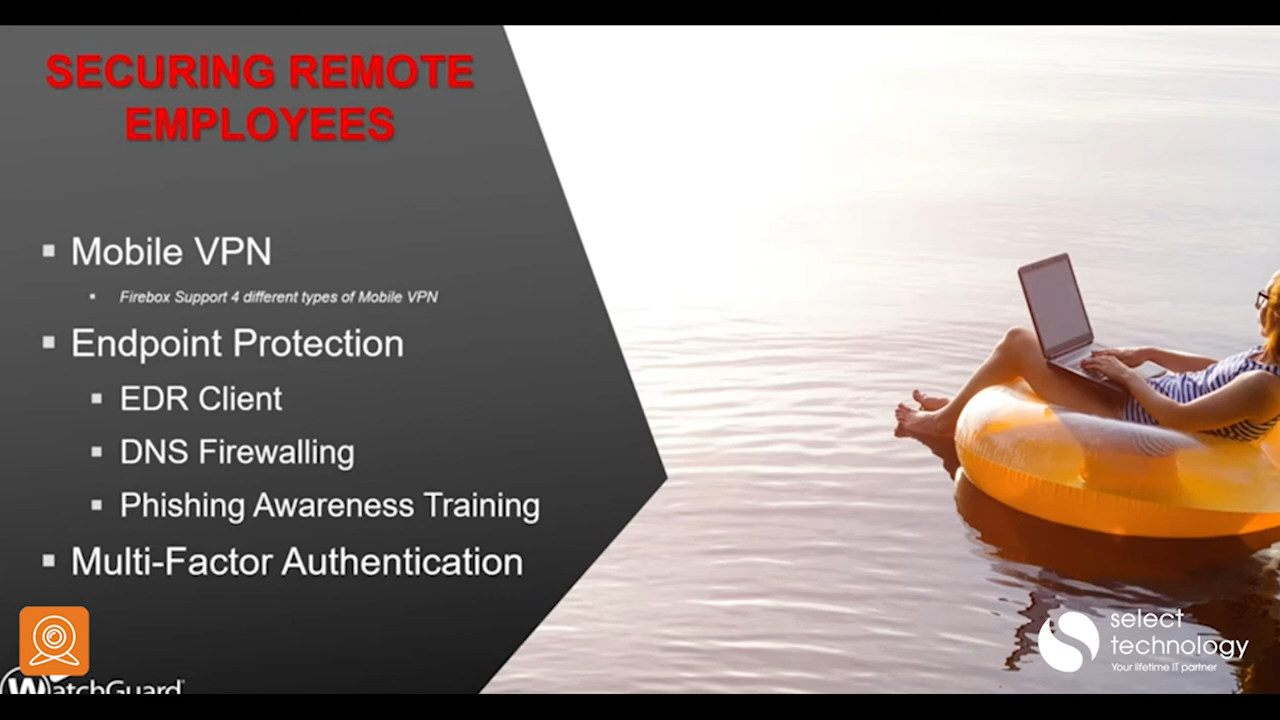 SECURING REMOTE
EMPLOYEES
Mobile VPN
Firebox Support 4 different types of Mobile VPN
Endpoint Protection
EDR Client
DNS Firewalling
Phishing Awareness Training
Multi-Factor Authentication
WatchGuard
select
technology
Your lifetime IT partner